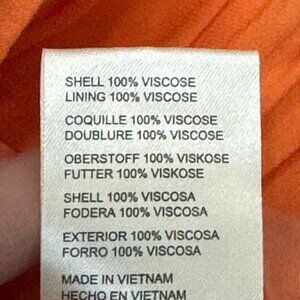 SHELL 100% VISCOSE
LINING 100% VISCOSE
COQUILLE 100% VISCOSE
DOUBLURE 100% VISCOSE
OBERSTOFF 100% VISKOSE
FUTTER 100% VISKOSE
SHELL 100% VISCOSA
FODERA 100% VISCOSA
EXTERIOR 100% VISCOSA
FORRO 100% VISCOSA
MADE IN VIETNAM
HECHO EN VIETNAM